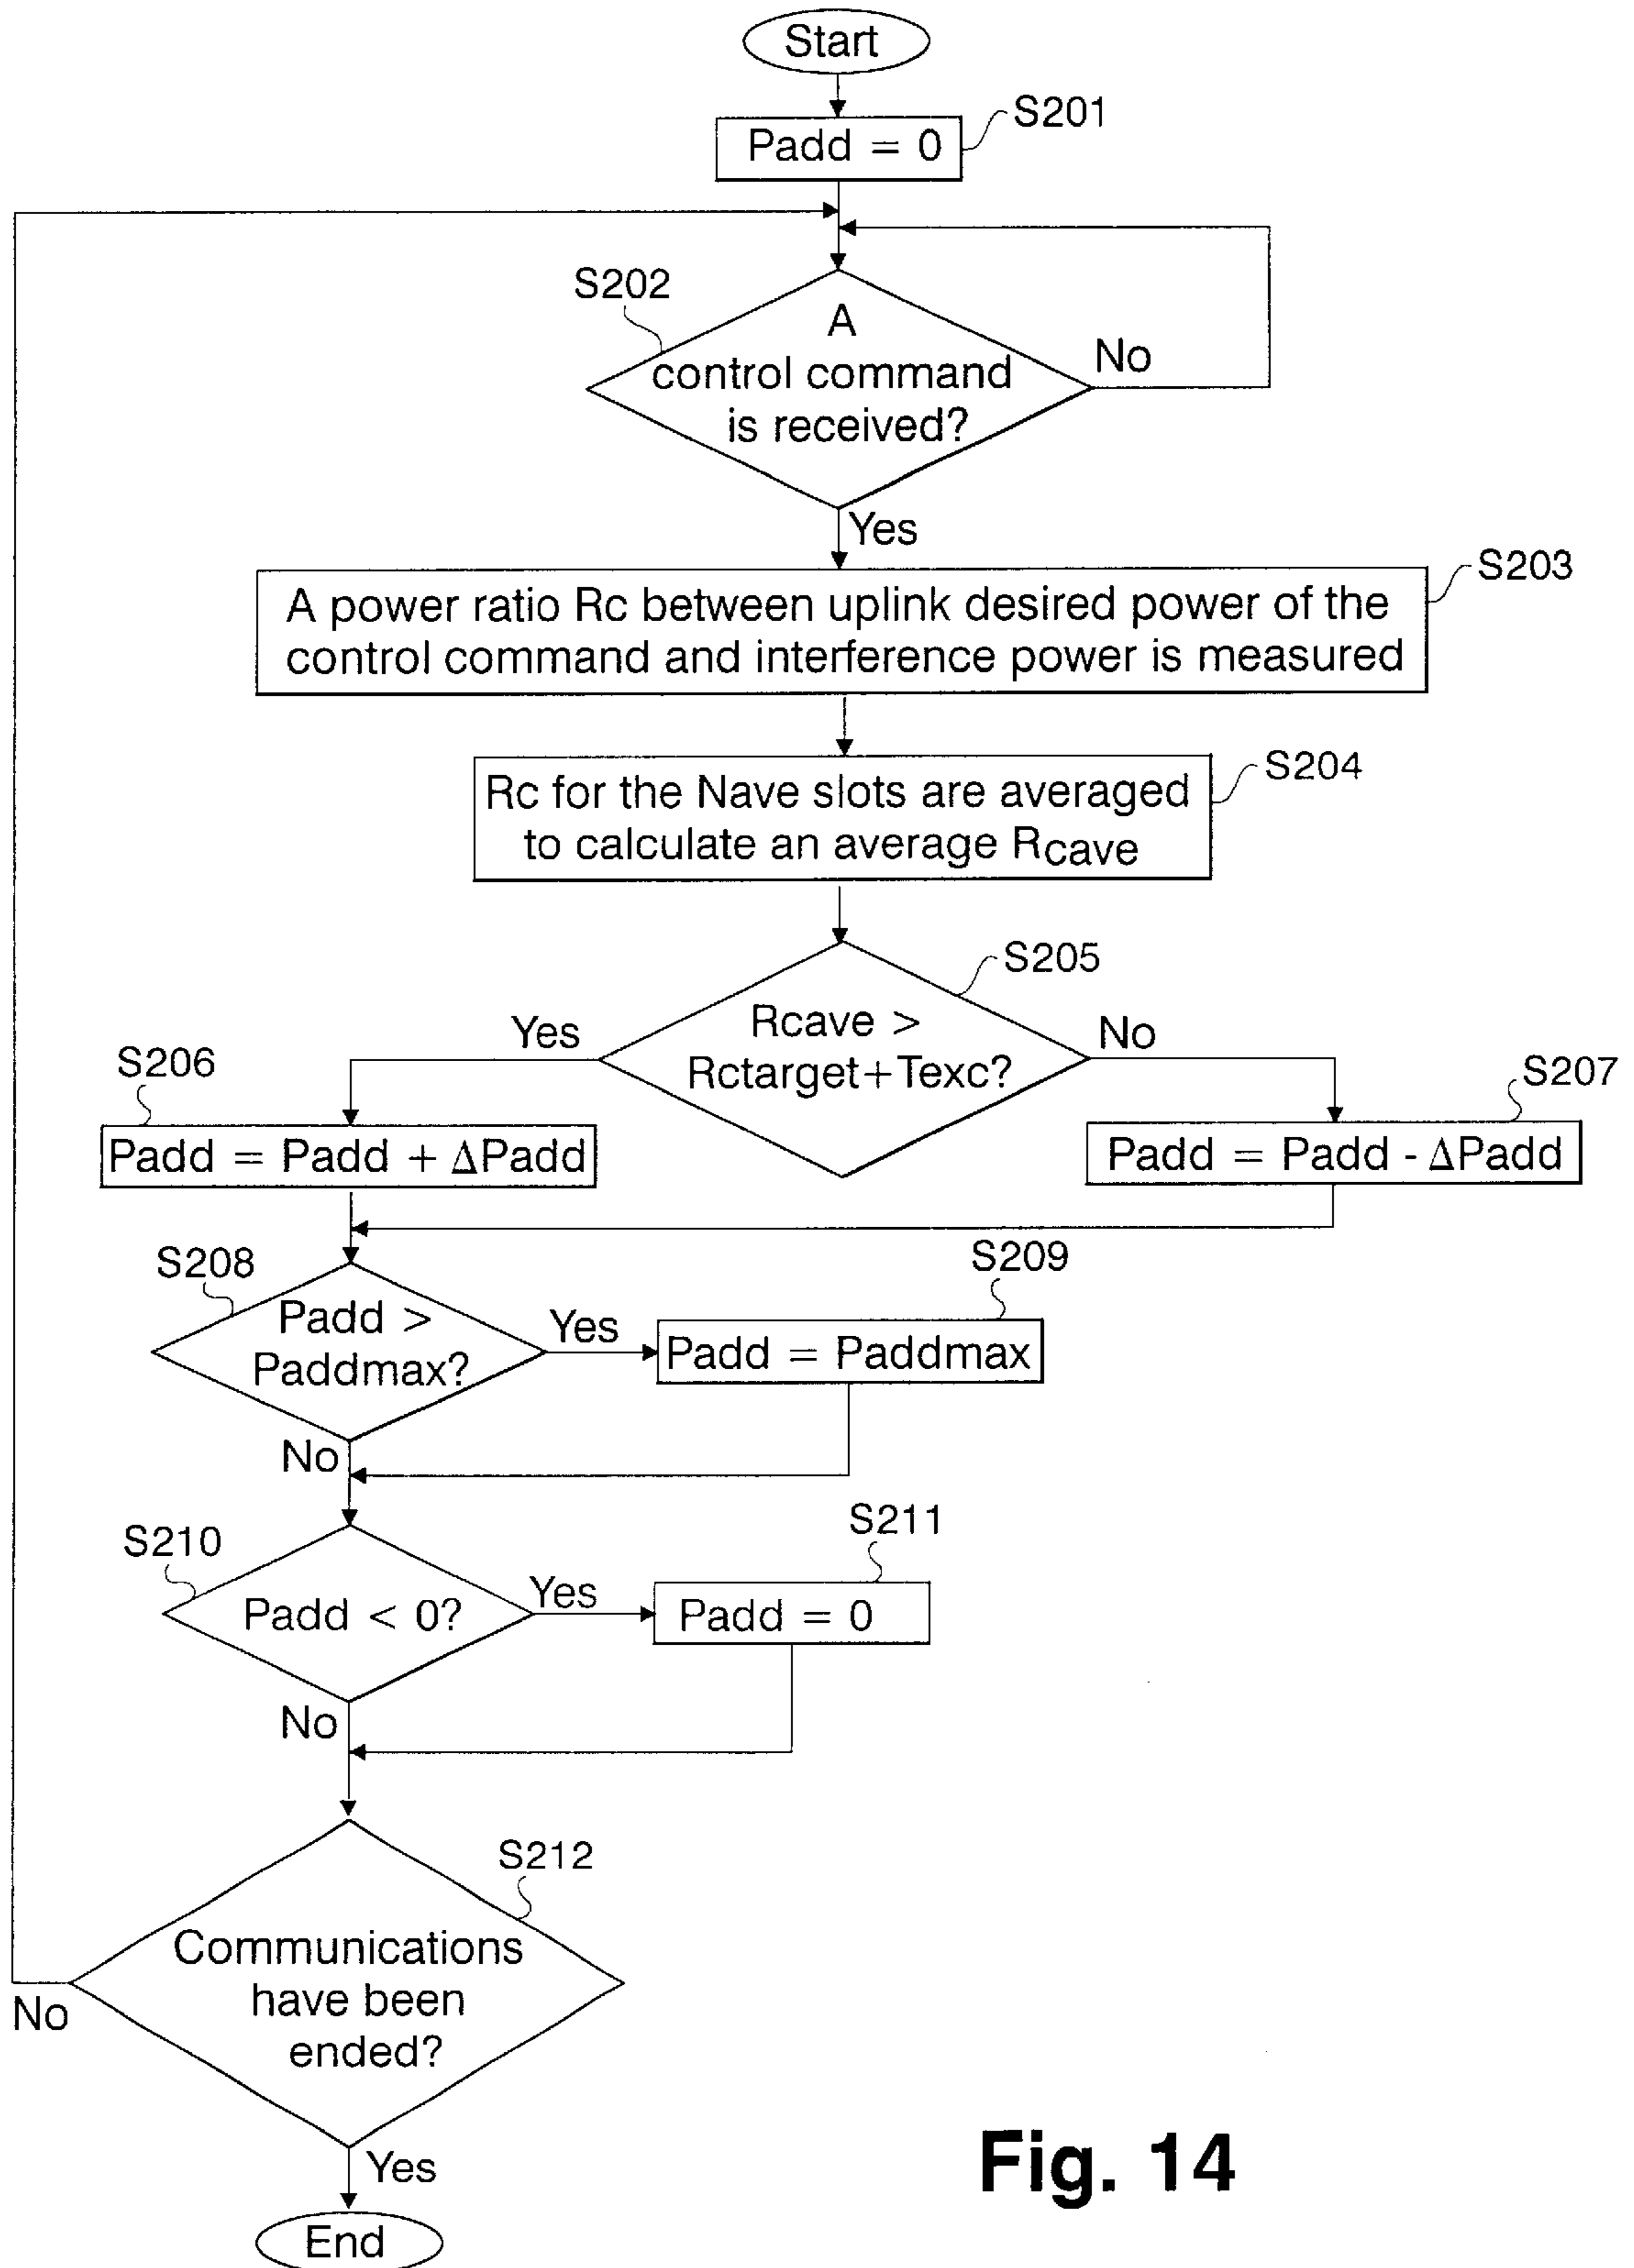 Start
Padd = 0
S201
S202
A
control command
is received?
No
Yes
S203
A power ratio Rc between uplink desired power of the
control command and interference power is measured
S204
Rc for the Nave slots are averaged
to calculate an average Rcave
S205
Rcave >
Rctarget+Texc?
Yes
No
S206
Padd = Padd + ΔPadd
S207
Padd = Padd - ΔPadd
S208
Padd >
Paddmax?
Yes
S209
Padd = Paddmax
No
S210
Padd < 0?
Yes
S211
Padd = 0
No
S212
Communications
have been
ended?
No
Yes
End
Fig. 14